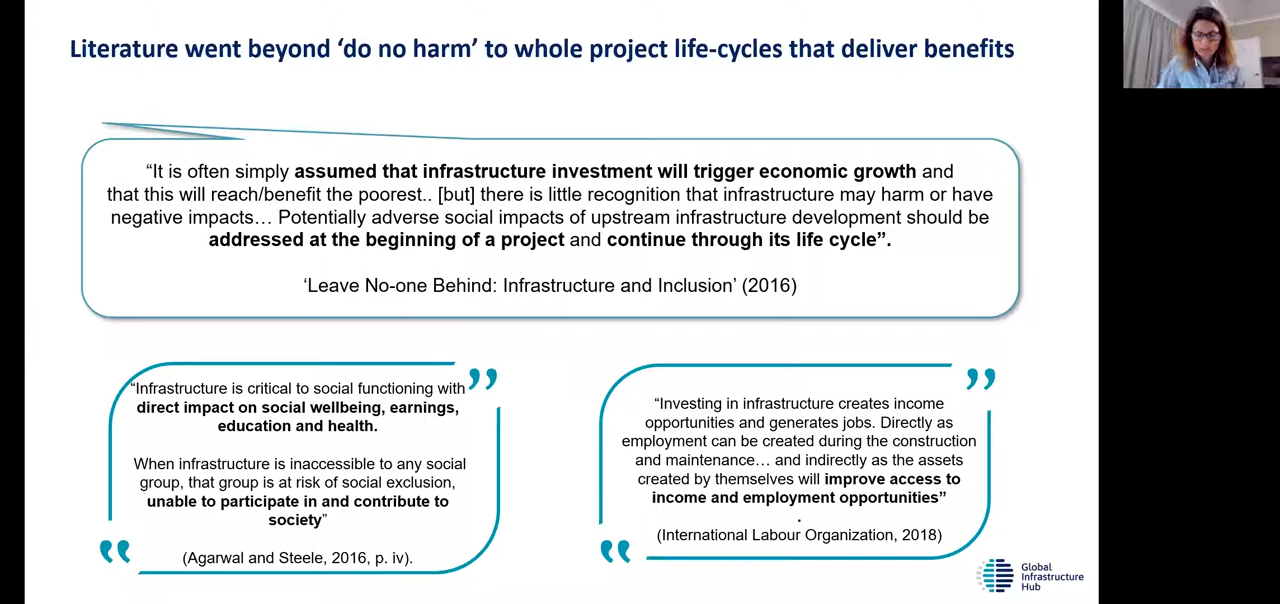 Literature went beyond ‘do no harm’ to whole project life-cycles that deliver benefits
“It is often simply assumed that infrastructure investment will trigger economic growth and
that this will reach/benefit the poorest.. [but] there is little recognition that infrastructure may harm or have
negative impacts… Potentially adverse social impacts of upstream infrastructure development should be
addressed at the beginning of a project and continue through its life cycle”.
‘Leave No-one Behind: Infrastructure and Inclusion’ (2016)
“Infrastructure is critical to social functioning with
direct impact on social wellbeing, earnings,
education and health.
When infrastructure is inaccessible to any social
group, that group is at risk of social exclusion,
unable to participate in and contribute to
society”
(Agarwal and Steele, 2016, p. iv).
“Investing in infrastructure creates income
opportunities and generates jobs. Directly as
employment can be created during the construction
and maintenance… and indirectly as the assets
created by themselves will improve access to
income and employment opportunities”
.
(International Labour Organization, 2018)
Global
Infrastructure
Hub